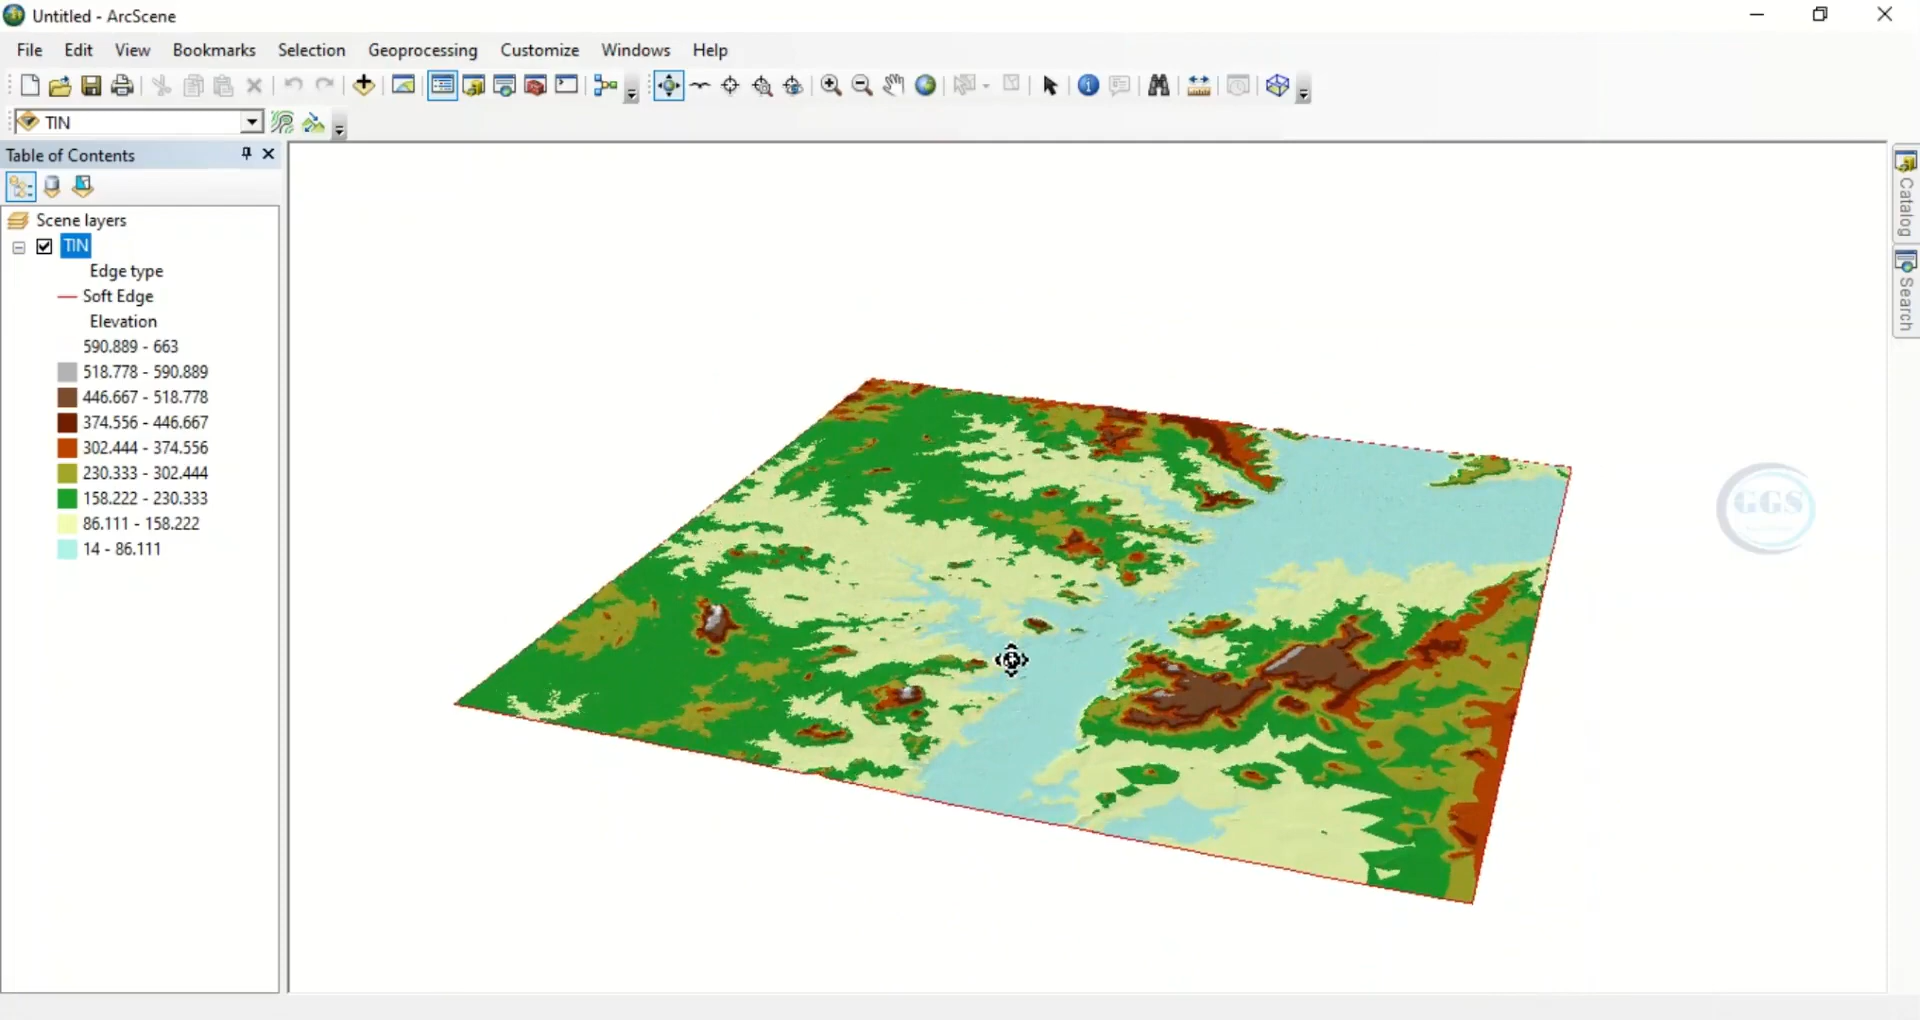 Untitled - ArcScene
File Edit View Bookmarks Selection Geoprocessing Customize Windows Help
TIN
Table of Contents
Scene layers
TIN
Edge type
Soft Edge
Elevation
590.889 - 663
518.778 - 590.889
446.667 - 518.778
374.556 - 446.667
302.444 - 374.556
230.333 - 302.444
158.222 - 230.333
86.111 - 158.222
14 - 86.111
Catalog
Search
GGS